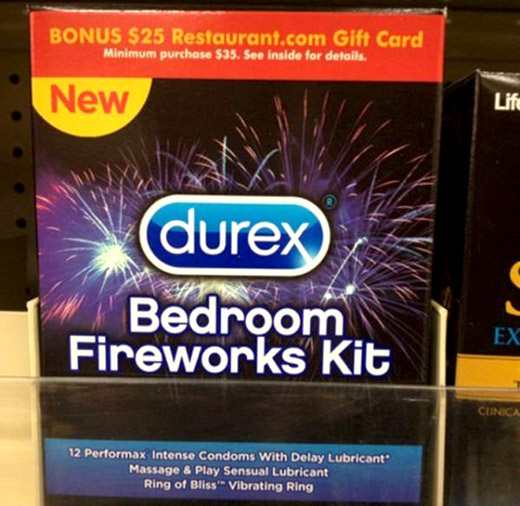 BONUS $25 Restaurant.com Gift Card
Minimum purchase $35. See inside for details.
New
durex®
Bedroom
Fireworks Kit
12 Performax Intense Condoms With Delay Lubricant*
Massage & Play Sensual Lubricant
Ring of Bliss™ Vibrating Ring
Life
S
EX
T
CLINICA